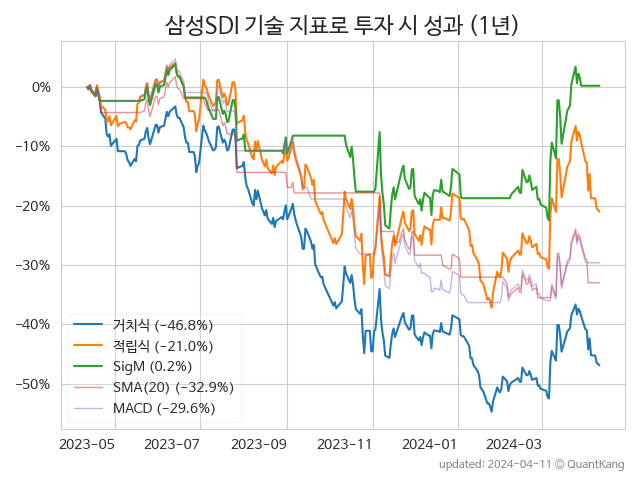 삼성SDI 기술 지표로 투자 시 성과 (1년)
0%
−10%
−20%
−30%
−40%
−50%
거치식 (−46.8%)
적립식 (−21.0%)
SigM (0.2%)
SMA(20) (−32.9%)
MACD (−29.6%)
2023-05
2023-07
2023-09
2023-11
2024-01
2024-03
updated: 2024-04-11 © QuantKang